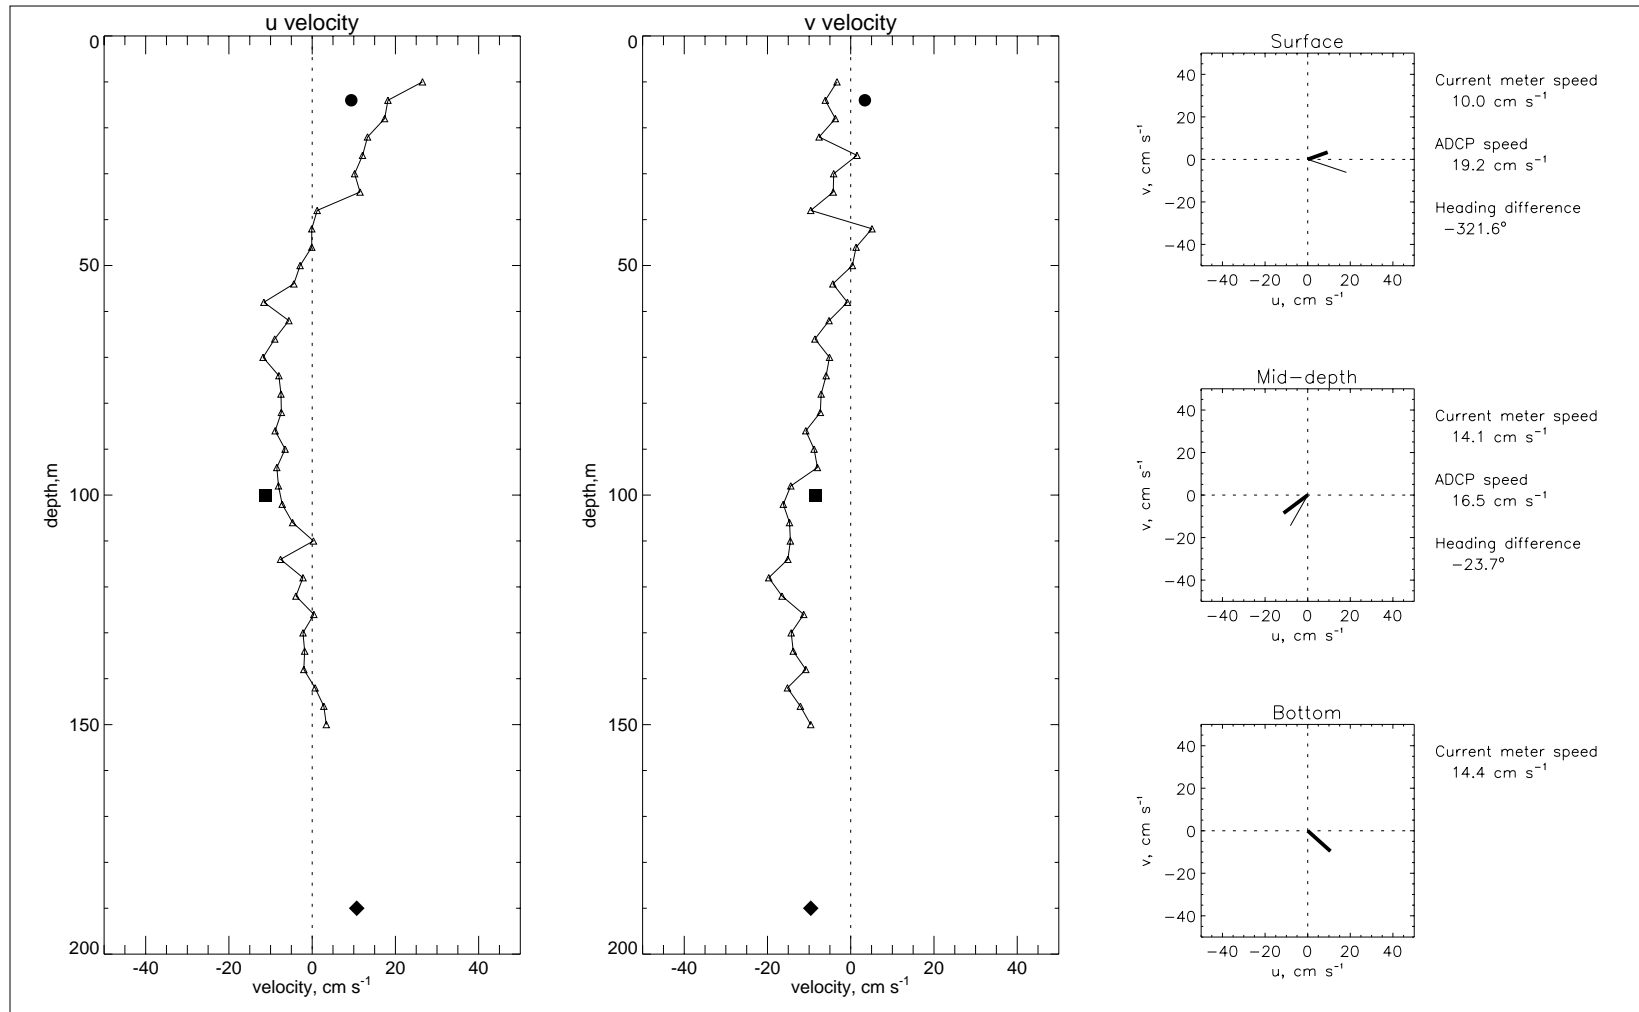 u velocity
0
50
100
150
200
depth,m
-40 -20 0 20 40
velocity, cm s⁻¹
v velocity
0
50
100
150
200
depth,m
-40 -20 0 20 40
velocity, cm s⁻¹
Surface
40
20
0
−20
−40
v, cm s⁻¹
−40 −20 0 20 40
u, cm s⁻¹
Current meter speed
10.0 cm s⁻¹
ADCP speed
19.2 cm s⁻¹
Heading difference
−321.6°
Mid−depth
40
20
0
−20
−40
v, cm s⁻¹
−40 −20 0 20 40
u, cm s⁻¹
Current meter speed
14.1 cm s⁻¹
ADCP speed
16.5 cm s⁻¹
Heading difference
−23.7°
Bottom
40
20
0
−20
−40
v, cm s⁻¹
−40 −20 0 20 40
u, cm s⁻¹
Current meter speed
14.4 cm s⁻¹